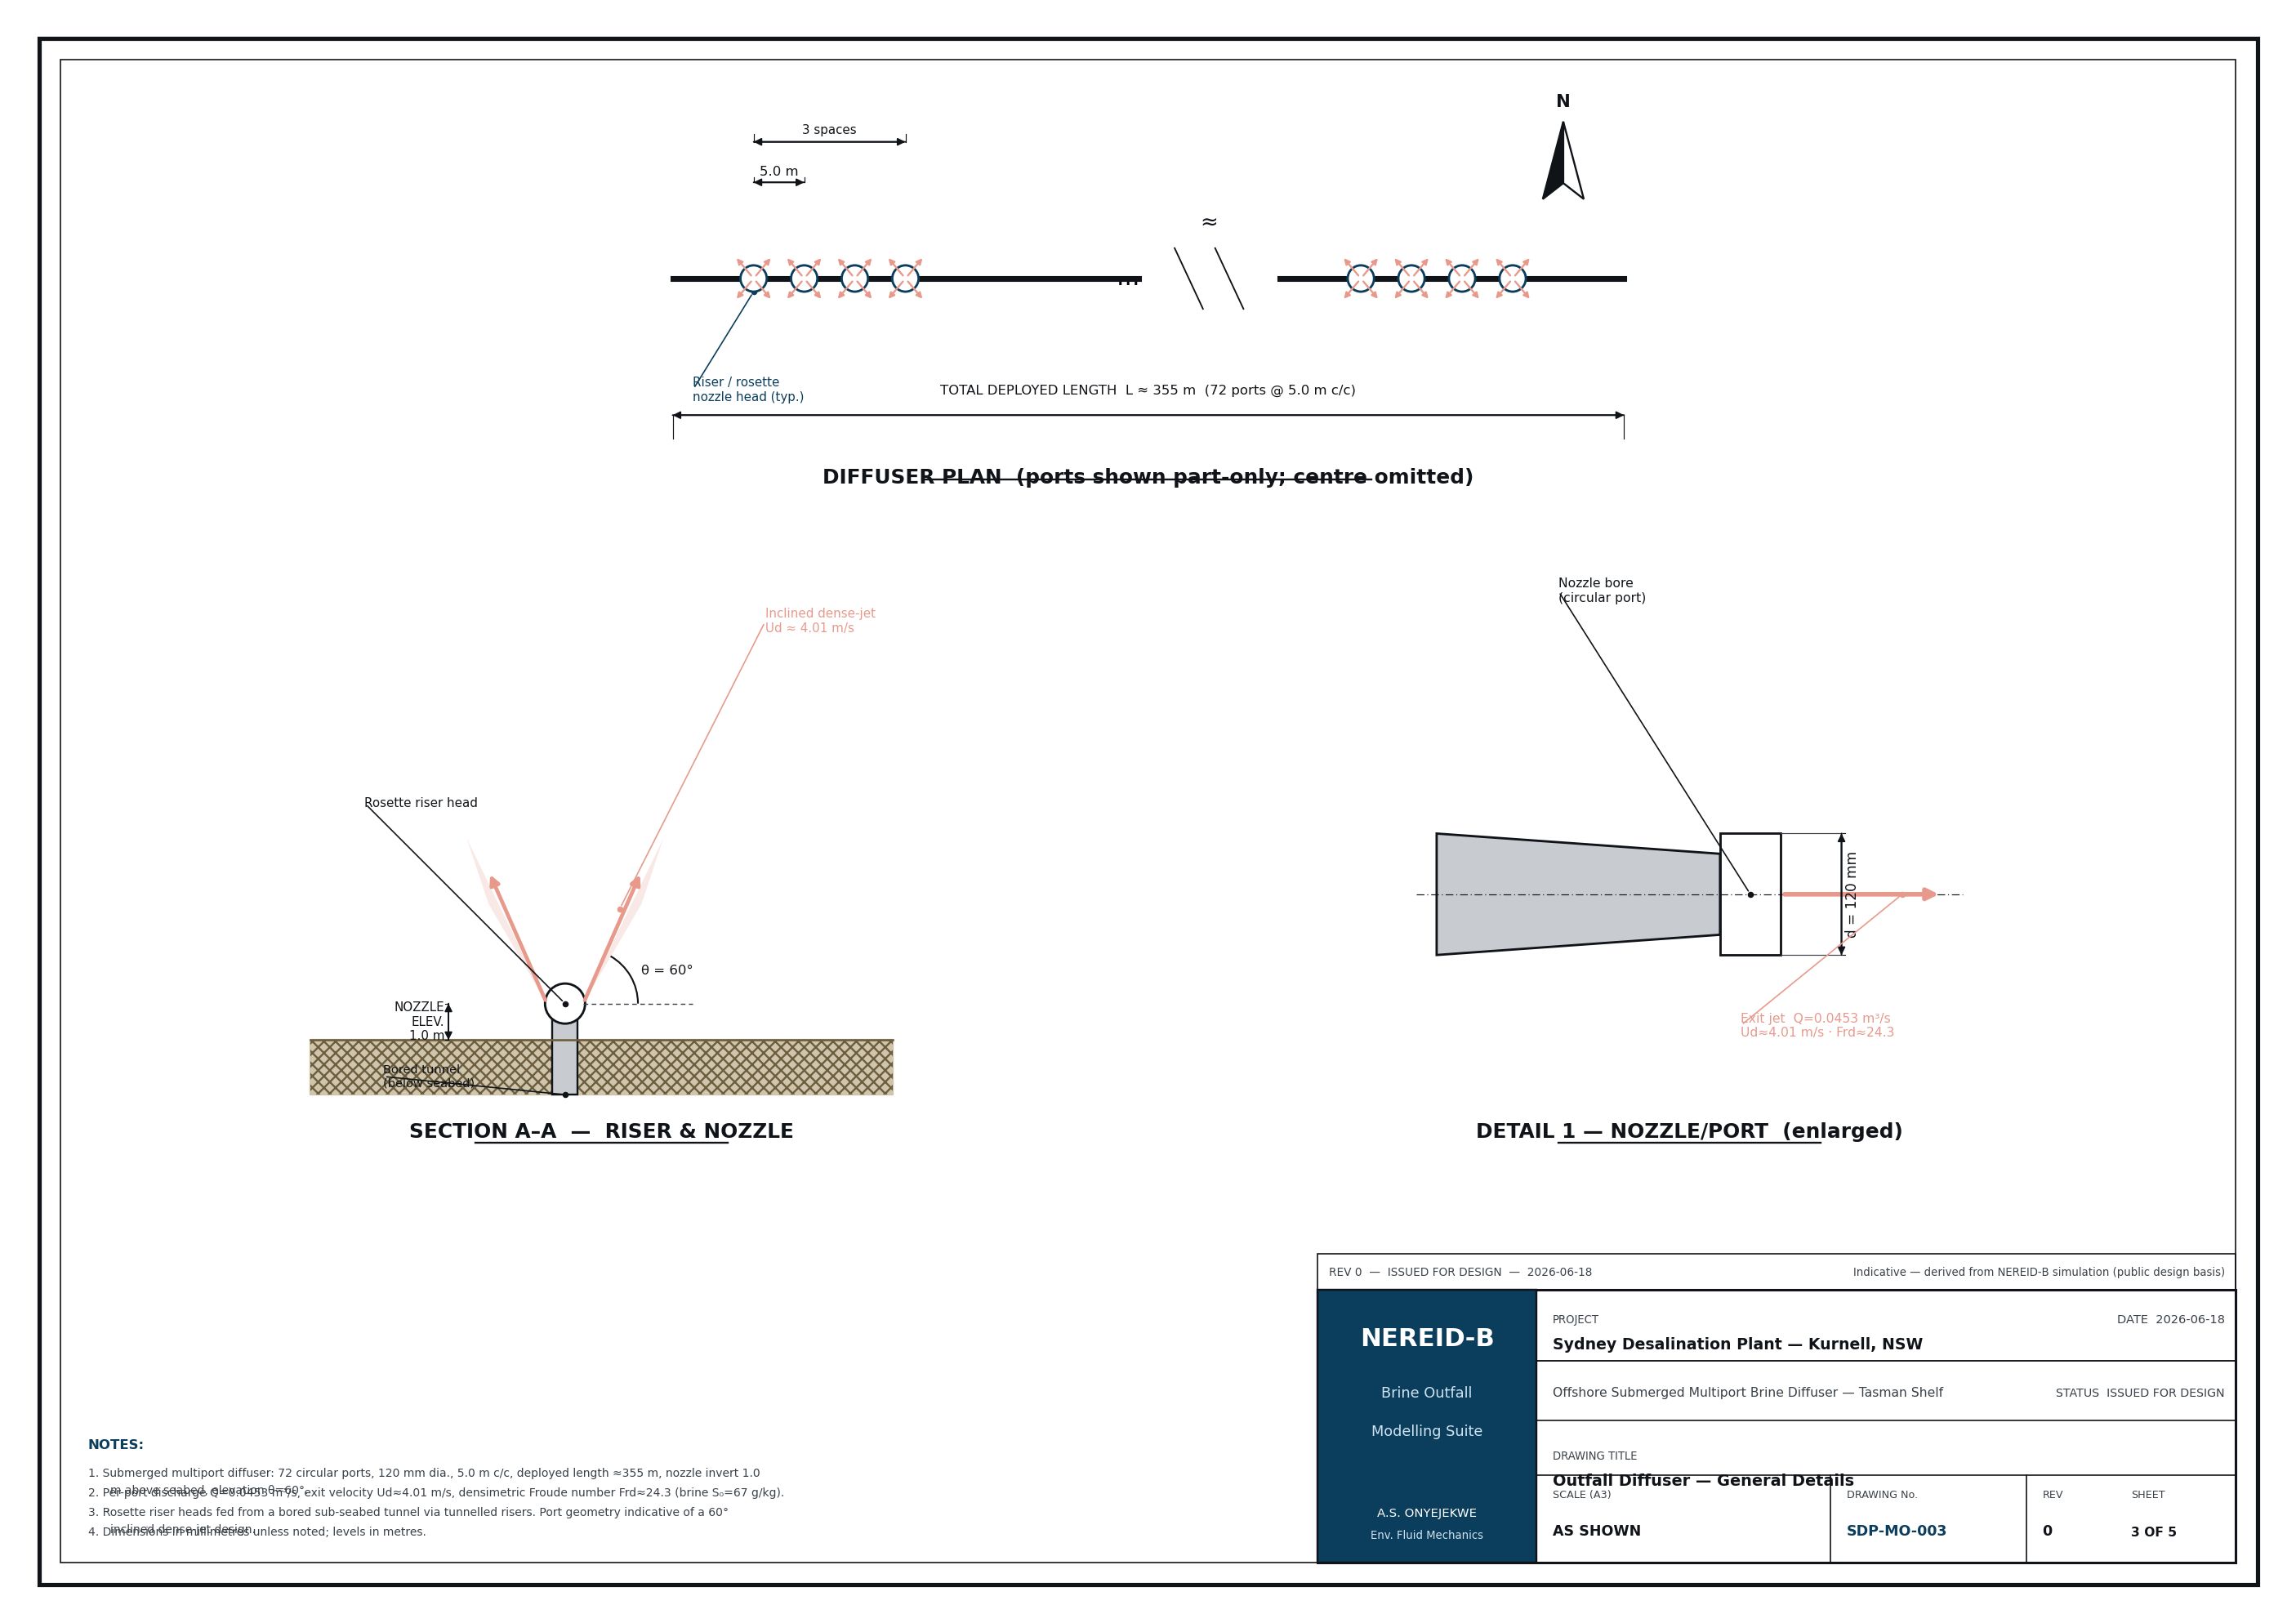 N
3 spaces
5.0 m
≈
...
Riser / rosette
nozzle head (typ.)
TOTAL DEPLOYED LENGTH L ≈ 355 m (72 ports @ 5.0 m c/c)
DIFFUSER PLAN (ports shown part-only; centre omitted)
Inclined dense-jet
Ud ≈ 4.01 m/s
Rosette riser head
θ = 60°
NOZZLE
ELEV.
1.0 m
Bored tunnel
(below seabed)
SECTION A–A — RISER & NOZZLE
Nozzle bore
(circular port)
d = 120 mm
Exit jet Q=0.0453 m³/s
Ud≈4.01 m/s · Frd≈24.3
DETAIL 1 — NOZZLE/PORT (enlarged)
NOTES:
1. Submerged multiport diffuser: 72 circular ports, 120 mm dia., 5.0 m c/c, deployed length ≈355 m, nozzle invert 1.0
m above seabed, elevation θ=60°.
2. Per-port discharge Q=0.0453 m³/s, exit velocity Ud≈4.01 m/s, densimetric Froude number Frd≈24.3 (brine S₀=67 g/kg).
3. Rosette riser heads fed from a bored sub-seabed tunnel via tunnelled risers. Port geometry indicative of a 60°
inclined dense-jet design.
4. Dimensions in millimetres unless noted; levels in metres.
REV 0 — ISSUED FOR DESIGN — 2026-06-18
Indicative — derived from NEREID-B simulation (public design basis)
NEREID-B
Brine Outfall
Modelling Suite
A.S. ONYEJEKWE
Env. Fluid Mechanics
PROJECT
DATE 2026-06-18
Sydney Desalination Plant — Kurnell, NSW
Offshore Submerged Multiport Brine Diffuser — Tasman Shelf
STATUS ISSUED FOR DESIGN
DRAWING TITLE
Outfall Diffuser — General Details
SCALE (A3)
AS SHOWN
DRAWING No.
SDP-MO-003
REV
0
SHEET
3 OF 5